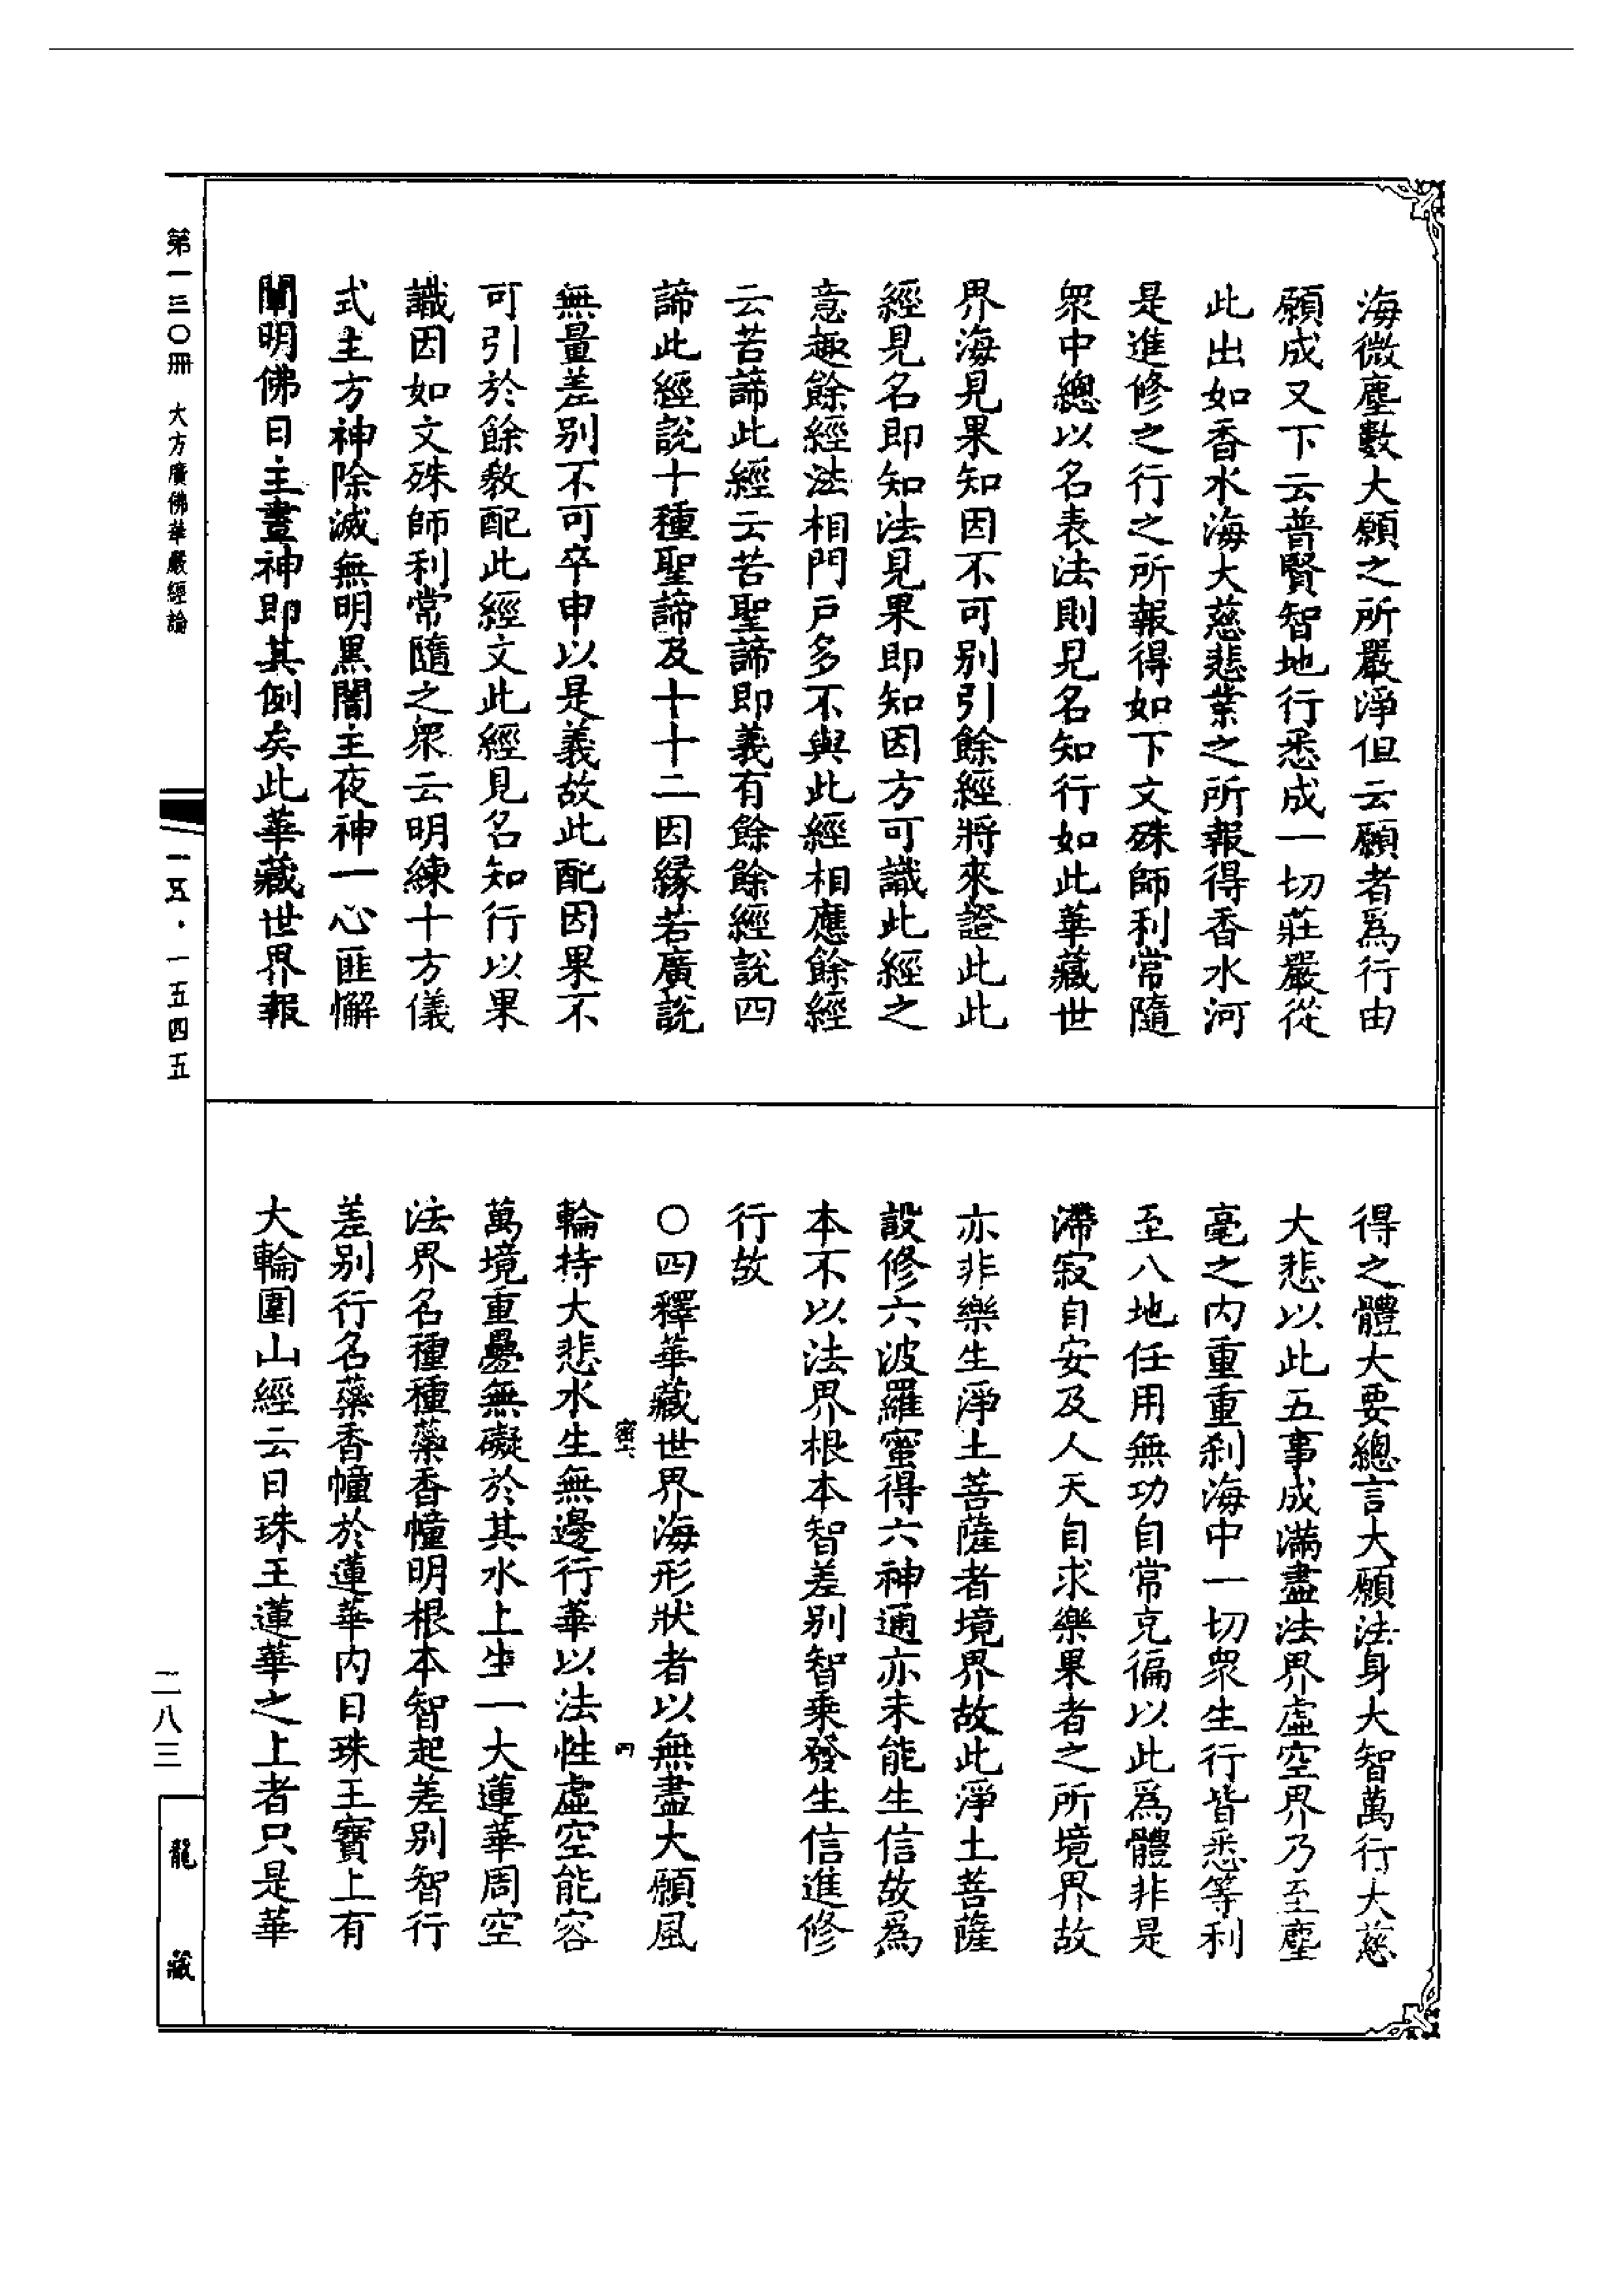 海微塵數大願之所嚴淨但云願者爲行由
願成又下云普賢智地行悉成一切莊嚴從
此出如香水海大慈悲業之所報得香水河
是進修之行之所報得如下文殊師利常隨
衆中總以名表法則見名知行如此華藏世
界海見果知因不可别引餘經將來證此此
經見名即知法見果即知因方可識此經之
意趣餘經法相門戶多不與此經相應餘經
云苦諦此經云苦聖諦即義有餘餘經說四
諦此經說十種聖諦及十十二因緣若廣說
無量差别不可卒申以是義故此配因果不
可引於餘教配此經文此經見名知行以果
識因如文殊師利常隨之衆云明練十方儀
式主方神除滅無明黑闇主夜神一心匪懈
闡明佛日主晝神即其例矣此華藏世界報
得之體大要總言大願法身大智萬行大慈
大悲以此五事成滿盡法界虛空界乃至塵
毫之内重重刹海中一切衆生行皆悉等利
至八地任用無功自常充徧以此爲體非是
滯寂自安及人天自求樂果者之所境界故
亦非樂生淨土菩薩者境界故此淨土菩薩
設修六波羅蜜得六神通亦未能生信故爲
本不以法界根本智差别智乘發生信進修
行故
○四釋華藏世界海形狀者以無盡大願風
密六 四
輪持大悲水生無邊行華以法性虛空能容
萬境重疊無礙於其水上生一大蓮華周空
法界名種種蘂香幢明根本智起差别智行
差别行名蘂香幢於蓮華内日珠王寶上有
大輪圍山經云日珠王蓮華之上者只是華
第一三〇冊 大方廣佛華嚴經論
一五·一五四五
二八三
龍藏